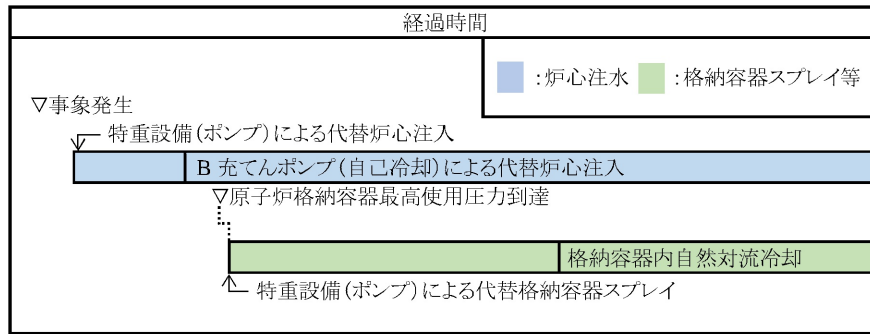 経過時間
:炉心注水 :格納容器スプレイ等
▽事象発生
特重設備(ポンプ)による代替炉心注入
B 充てんポンプ(自己冷却)による代替炉心注入
▽原子炉格納容器最高使用圧力到達
格納容器内自然対流冷却
特重設備(ポンプ)による代替格納容器スプレイ